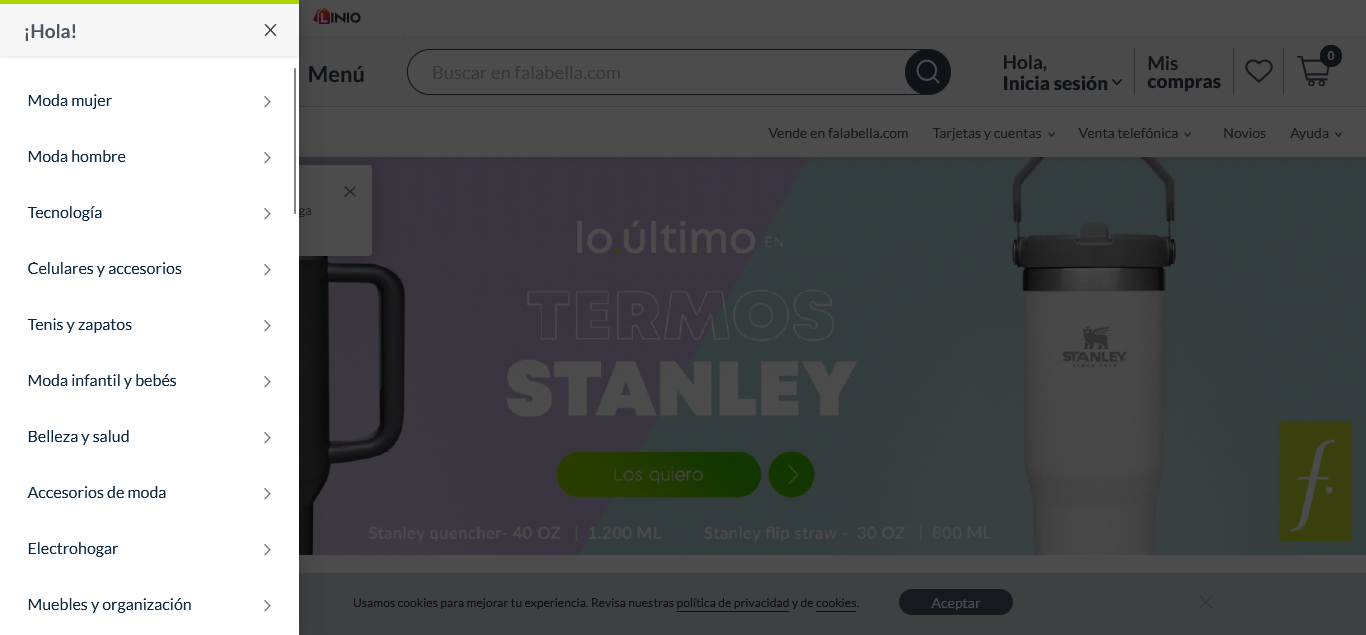 ¡Hola!
LINIO
Menú
Buscar en falabella.com
Hola,
Inicia sesión
Mis
compras
0
Vende en falabella.com
Tarjetas y cuentas
Venta telefónica
Novios
Ayuda
Moda mujer
Moda hombre
Tecnología
Celulares y accesorios
Tenis y zapatos
Moda infantil y bebés
Belleza y salud
Accesorios de moda
Electrohogar
Muebles y organización
ga
lo.último EN
TERMOS
STANLEY
Los quiero
Stanley quencher- 40 OZ | 1.200 ML
Stanley flip straw - 30 OZ | 800 ML
STANLEY
SINCE 1913
f.
Usamos cookies para mejorar tu experiencia. Revisa nuestras política de privacidad y de cookies.
Aceptar